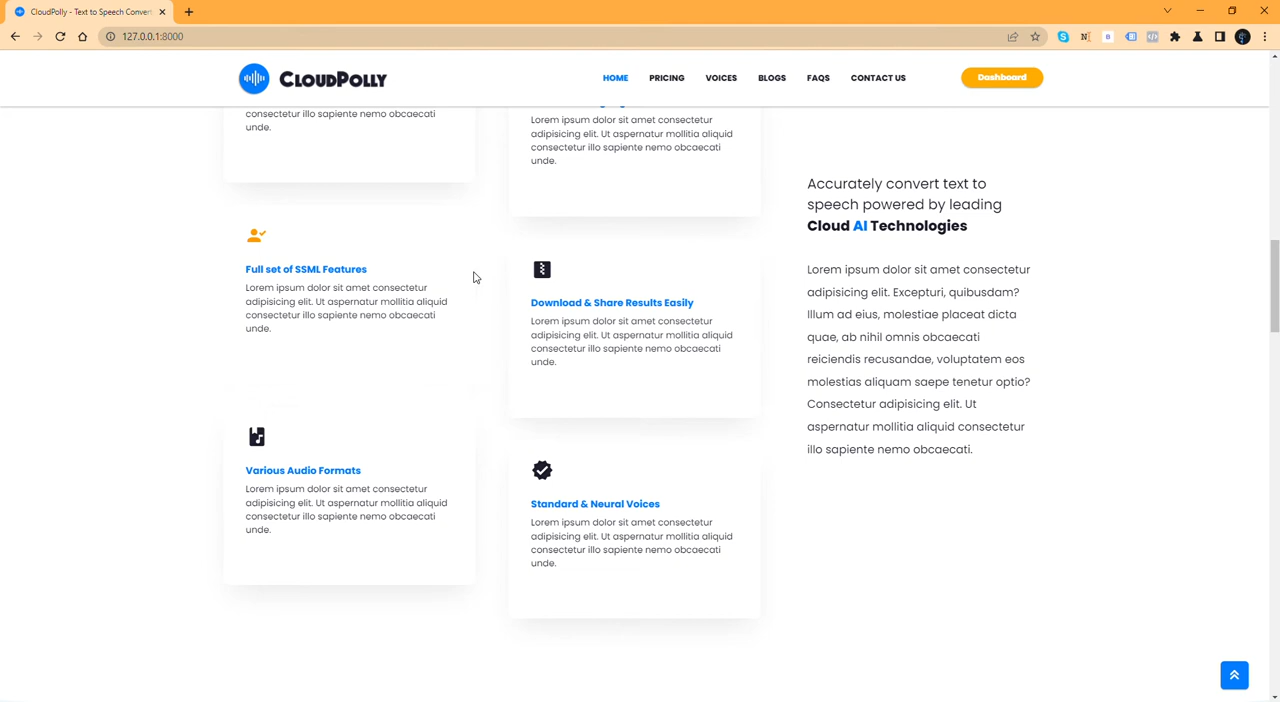 CloudPolly - Text to Speech Convert
127.0.0.1:8000
CLOUDPOLLY
HOME
PRICING
VOICES
BLOGS
FAQS
CONTACT US
Dashboard
consectetur illo sapiente nemo obcaecati
unde.
Lorem ipsum dolor sit amet consectetur
adipisicing elit. Ut aspernatur mollitia aliquid
consectetur illo sapiente nemo obcaecati
unde.
Full set of SSML Features
Lorem ipsum dolor sit amet consectetur
adipisicing elit. Ut aspernatur mollitia aliquid
consectetur illo sapiente nemo obcaecati
unde.
Download & Share Results Easily
Lorem ipsum dolor sit amet consectetur
adipisicing elit. Ut aspernatur mollitia aliquid
consectetur illo sapiente nemo obcaecati
unde.
Various Audio Formats
Lorem ipsum dolor sit amet consectetur
adipisicing elit. Ut aspernatur mollitia aliquid
consectetur illo sapiente nemo obcaecati
unde.
Standard & Neural Voices
Lorem ipsum dolor sit amet consectetur
adipisicing elit. Ut aspernatur mollitia aliquid
consectetur illo sapiente nemo obcaecati
unde.
Accurately convert text to
speech powered by leading
Cloud AI Technologies
Lorem ipsum dolor sit amet consectetur
adipisicing elit. Excepturi, quibusdam?
Illum ad eius, molestiae placeat dicta
quae, ab nihil omnis obcaecati
reiciendis recusandae, voluptatem eos
molestias aliquam saepe tenetur optio?
Consectetur adipisicing elit. Ut
aspernatur mollitia aliquid consectetur
illo sapiente nemo obcaecati.